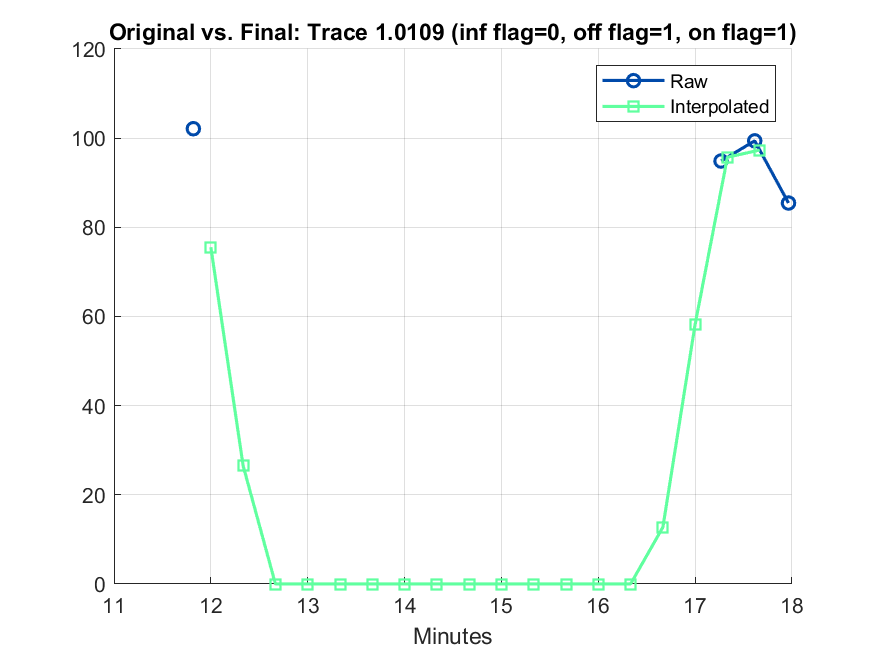 Original vs. Final: Trace 1.0109 (inf flag=0, off flag=1, on flag=1)
120
100
80
60
40
20
0
Raw
Interpolated
11 12 13 14 15 16 17 18
Minutes